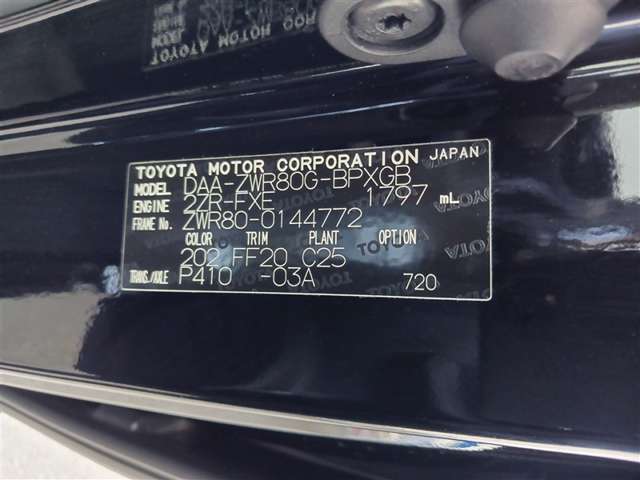 TOYOTA MOTOR CORPORATION JAPAN
MODEL DAA-ZWR80G-BPXGB
ENGINE 2ZR-FXE 1797 mL
FRAME No. ZWR80-0144772
COLOR TRIM PLANT OPTION
202 FF20 C25
TRANS./AXLE P410 -03A 720